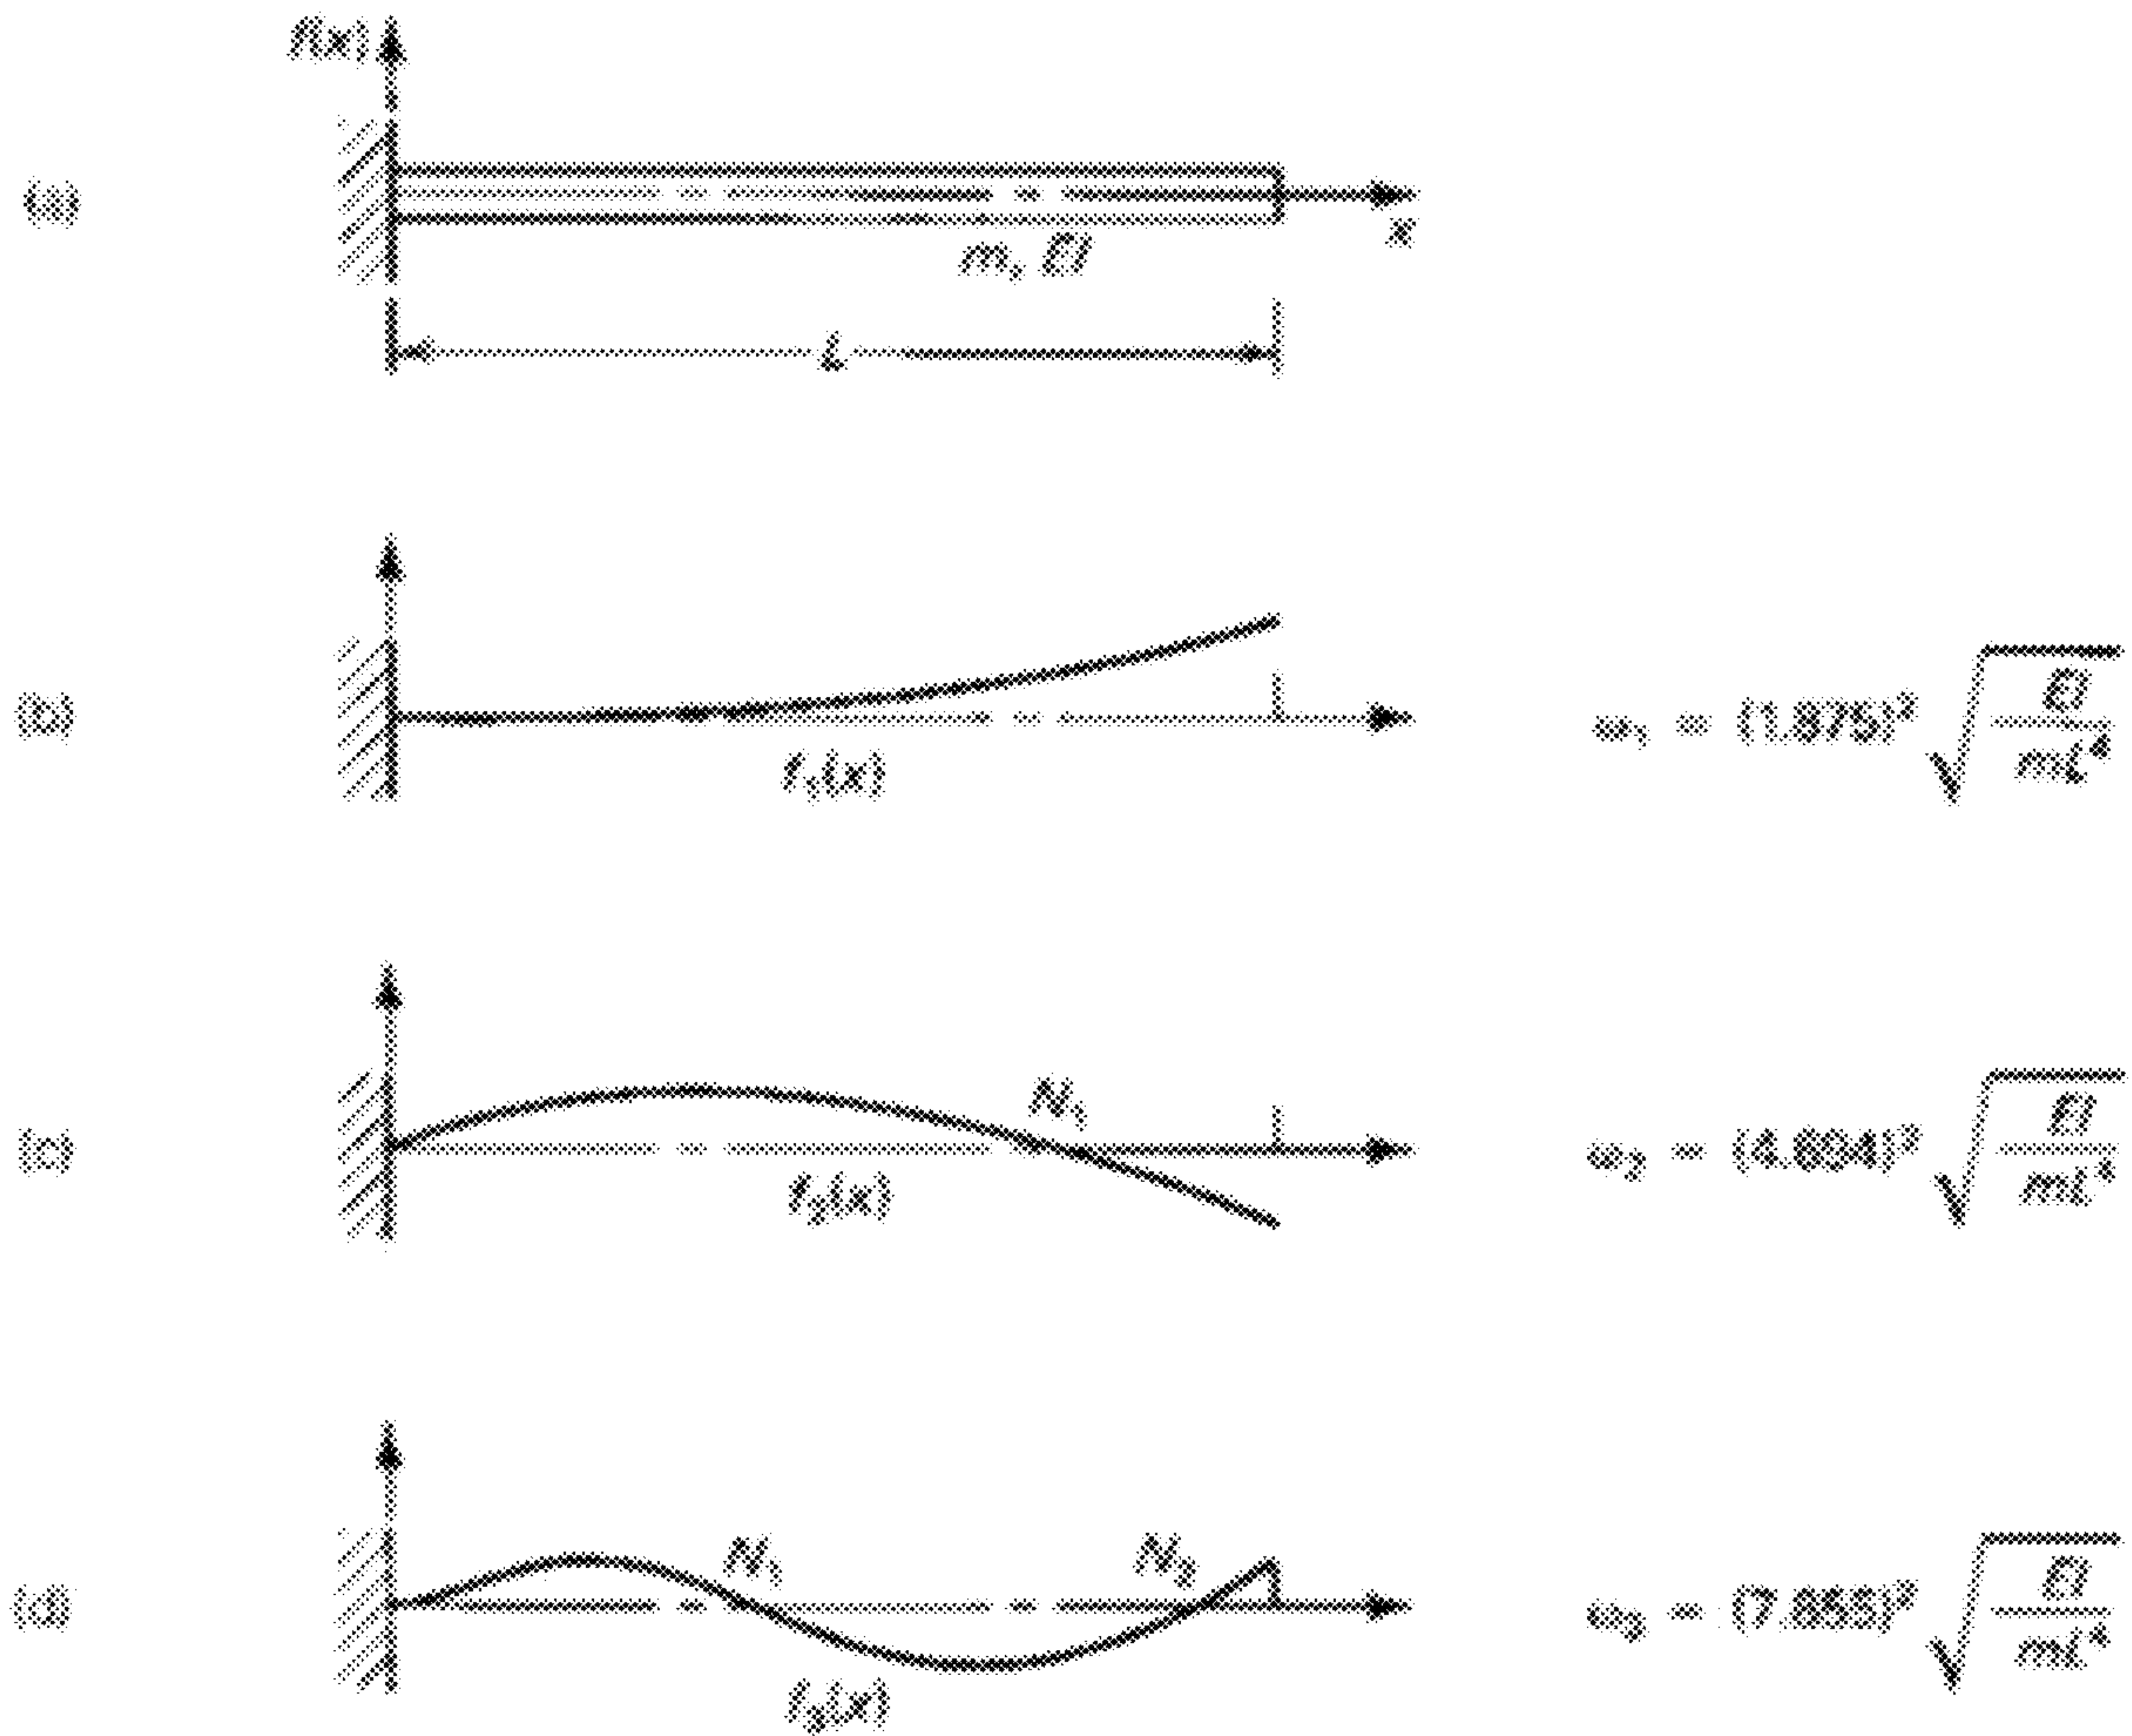 f(x)
(a)
x
m, EI
L
(b)
f₁(x)
ω₁ = (1.875)² √(EI/mL⁴)
(c)
N₁
f₂(x)
ω₂ = (4.694)² √(EI/mL⁴)
(d)
N₁
N₂
f₃(x)
ω₃ = (7.855)² √(EI/mL⁴)